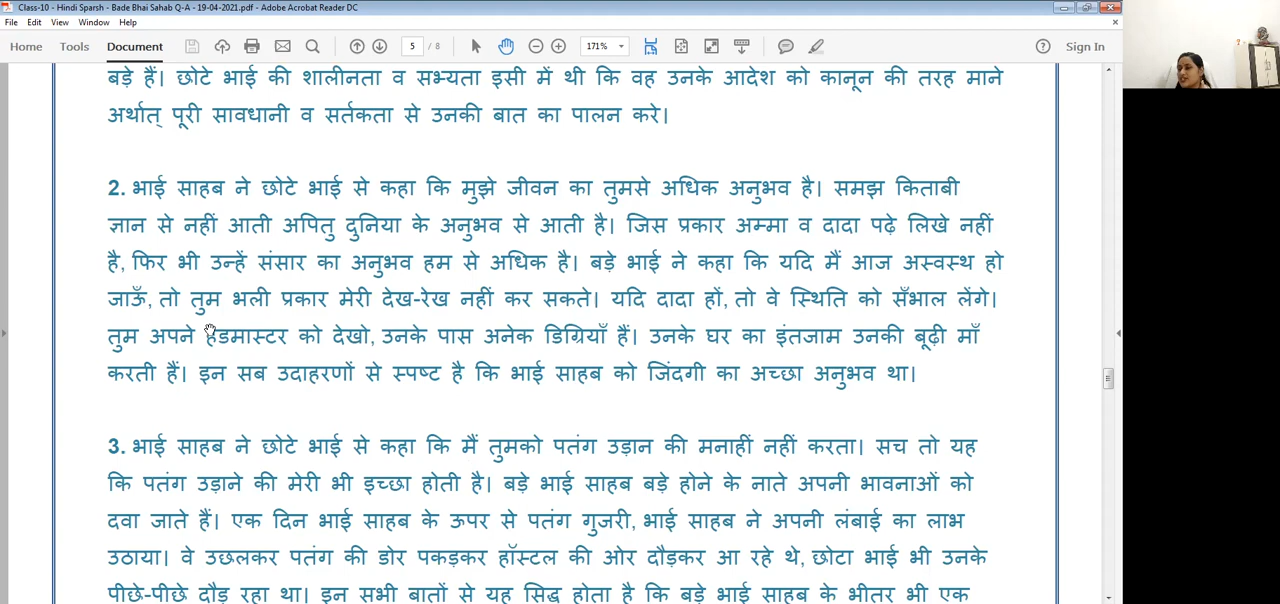 Class-10 - Hindi Sparsh - Bade Bhai Sahab Q-A - 19-04-2021.pdf - Adobe Acrobat Reader DC
File Edit View Window Help
Home Tools Document 5 / 8 171% Sign In
बड़े हैं। छोटे भाई की शालीनता व सभ्यता इसी में थी कि वह उनके आदेश को कानून की तरह माने
अर्थात् पूरी सावधानी व सर्तकता से उनकी बात का पालन करे।
2. भाई साहब ने छोटे भाई से कहा कि मुझे जीवन का तुमसे अधिक अनुभव है। समझ किताबी
ज्ञान से नहीं आती अपितु दुनिया के अनुभव से आती है। जिस प्रकार अम्मा व दादा पढ़े लिखे नहीं
है, फिर भी उन्हें संसार का अनुभव हम से अधिक है। बड़े भाई ने कहा कि यदि मैं आज अस्वस्थ हो
जाऊँ, तो तुम भली प्रकार मेरी देख-रेख नहीं कर सकते। यदि दादा हों, तो वे स्थिति को सँभाल लेंगे।
तुम अपने हेडमास्टर को देखो, उनके पास अनेक डिग्रियाँ हैं। उनके घर का इंतजाम उनकी बूढ़ी माँ
करती हैं। इन सब उदाहरणों से स्पष्ट है कि भाई साहब को जिंदगी का अच्छा अनुभव था।
3. भाई साहब ने छोटे भाई से कहा कि मैं तुमको पतंग उड़ान की मनाहीं नहीं करता। सच तो यह
कि पतंग उड़ाने की मेरी भी इच्छा होती है। बड़े भाई साहब बड़े होने के नाते अपनी भावनाओं को
दवा जाते हैं। एक दिन भाई साहब के ऊपर से पतंग गुजरी, भाई साहब ने अपनी लंबाई का लाभ
उठाया। वे उछलकर पतंग की डोर पकड़कर हॉस्टल की ओर दौड़कर आ रहे थे, छोटा भाई भी उनके
पीछे-पीछे दौड़ रहा था। इन सभी बातों से यह सिद्ध होता है कि बड़े भाई साहब के भीतर भी एक